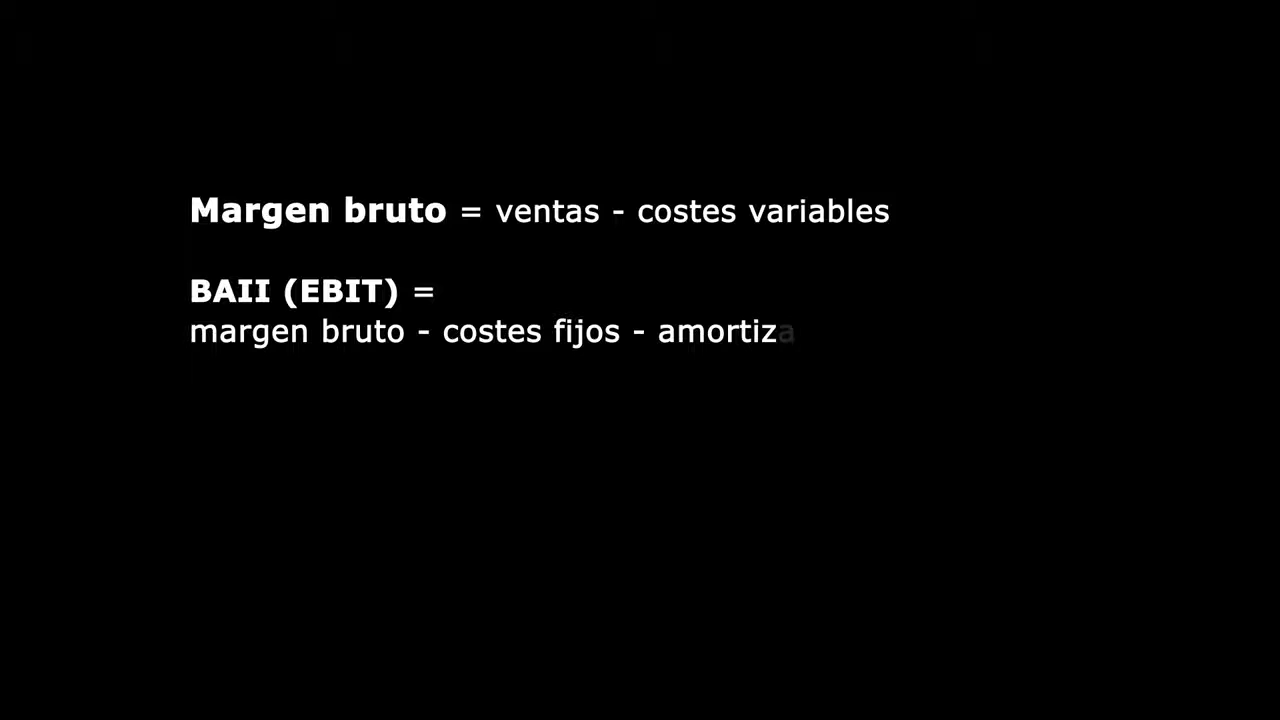 Margen bruto = ventas - costes variables
BAII (EBIT) =
margen bruto - costes fijos - amortiza